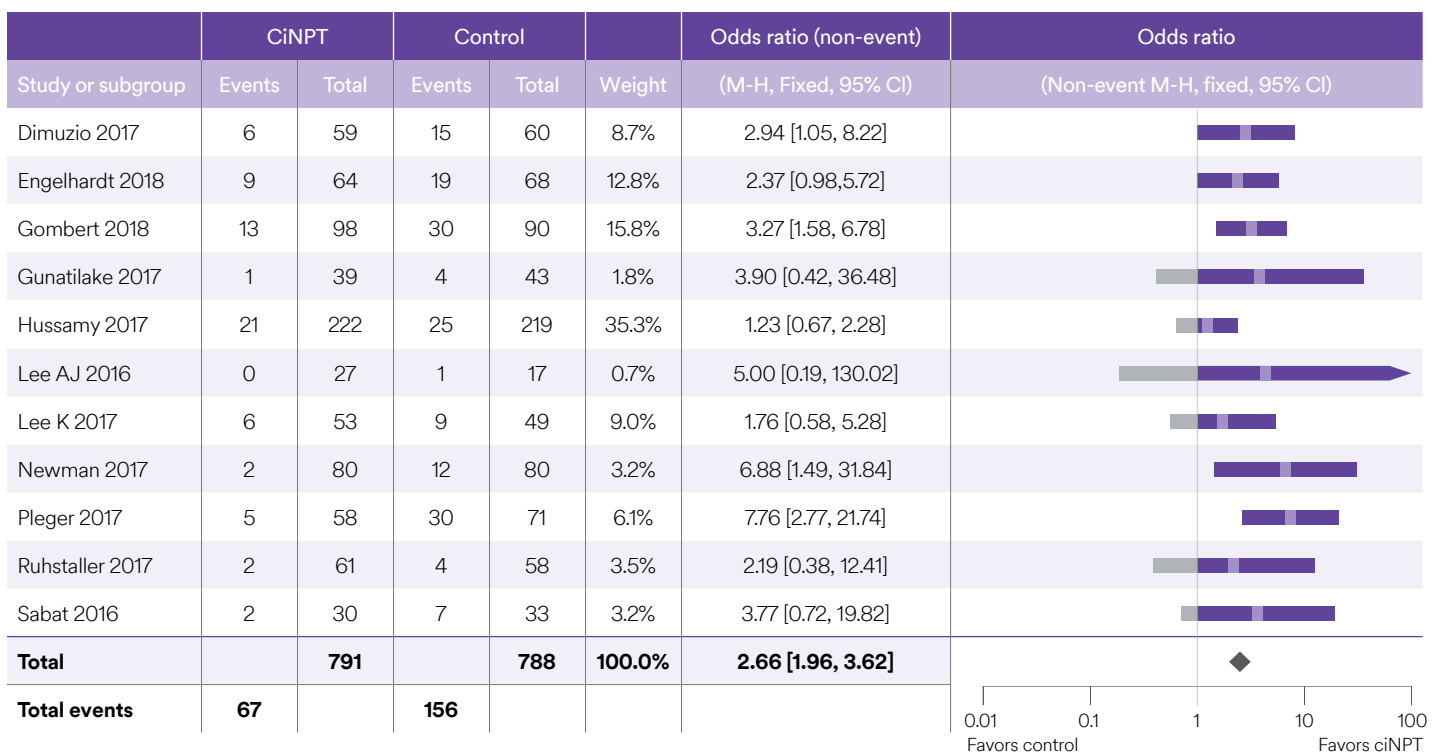 CiNPT Control Odds ratio (non-event) Odds ratio
Study or subgroup Events Total Events Total Weight (M-H, Fixed, 95% CI) (Non-event M-H, fixed, 95% CI)
Dimuzio 2017 6 59 15 60 8.7% 2.94 [1.05, 8.22]
Engelhardt 2018 9 64 19 68 12.8% 2.37 [0.98,5.72]
Gombert 2018 13 98 30 90 15.8% 3.27 [1.58, 6.78]
Gunatilake 2017 1 39 4 43 1.8% 3.90 [0.42, 36.48]
Hussamy 2017 21 222 25 219 35.3% 1.23 [0.67, 2.28]
Lee AJ 2016 0 27 1 17 0.7% 5.00 [0.19, 130.02]
Lee K 2017 6 53 9 49 9.0% 1.76 [0.58, 5.28]
Newman 2017 2 80 12 80 3.2% 6.88 [1.49, 31.84]
Pleger 2017 5 58 30 71 6.1% 7.76 [2.77, 21.74]
Ruhstaller 2017 2 61 4 58 3.5% 2.19 [0.38, 12.41]
Sabat 2016 2 30 7 33 3.2% 3.77 [0.72, 19.82]
Total 791 788 100.0% 2.66 [1.96, 3.62]
Total events 67 156
0.01 0.1 1 10 100
Favors control Favors ciNPT